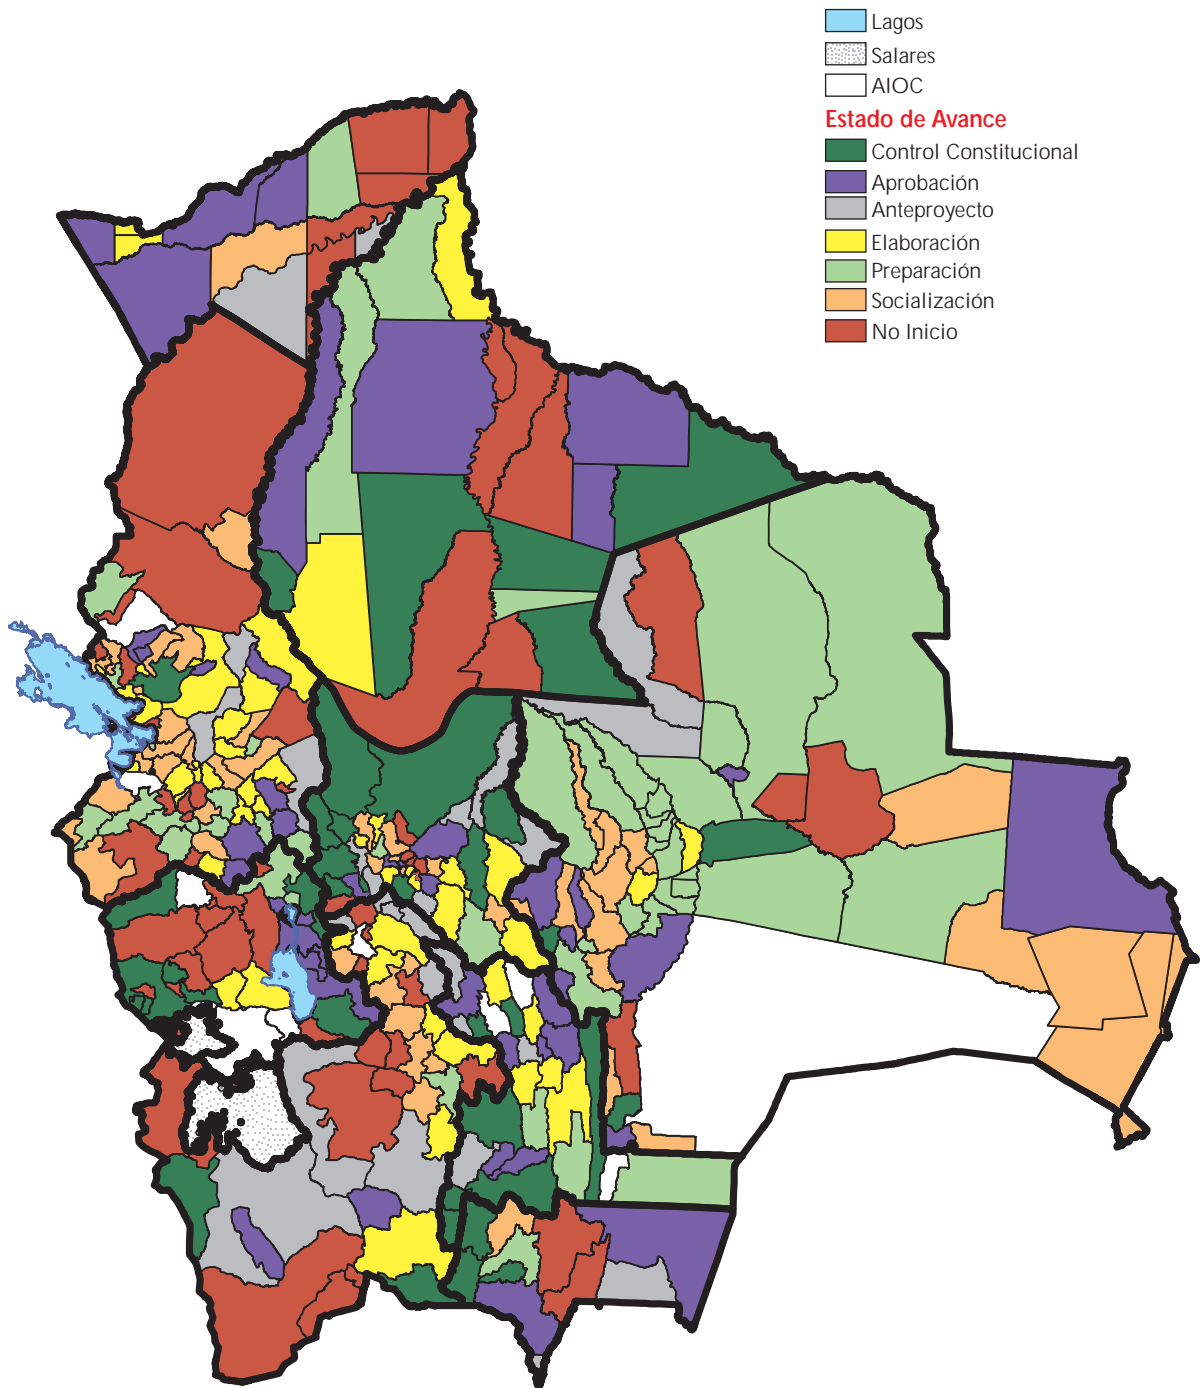 Lagos
Salares
AIOC
Estado de Avance
Control Constitucional
Aprobación
Anteproyecto
Elaboración
Preparación
Socialización
No Inicio